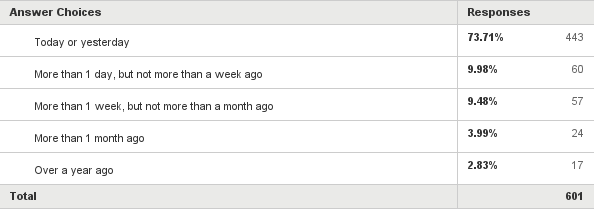 Answer Choices Responses
Today or yesterday 73.71% 443
More than 1 day, but not more than a week ago 9.98% 60
More than 1 week, but not more than a month ago 9.48% 57
More than 1 month ago 3.99% 24
Over a year ago 2.83% 17
Total 601